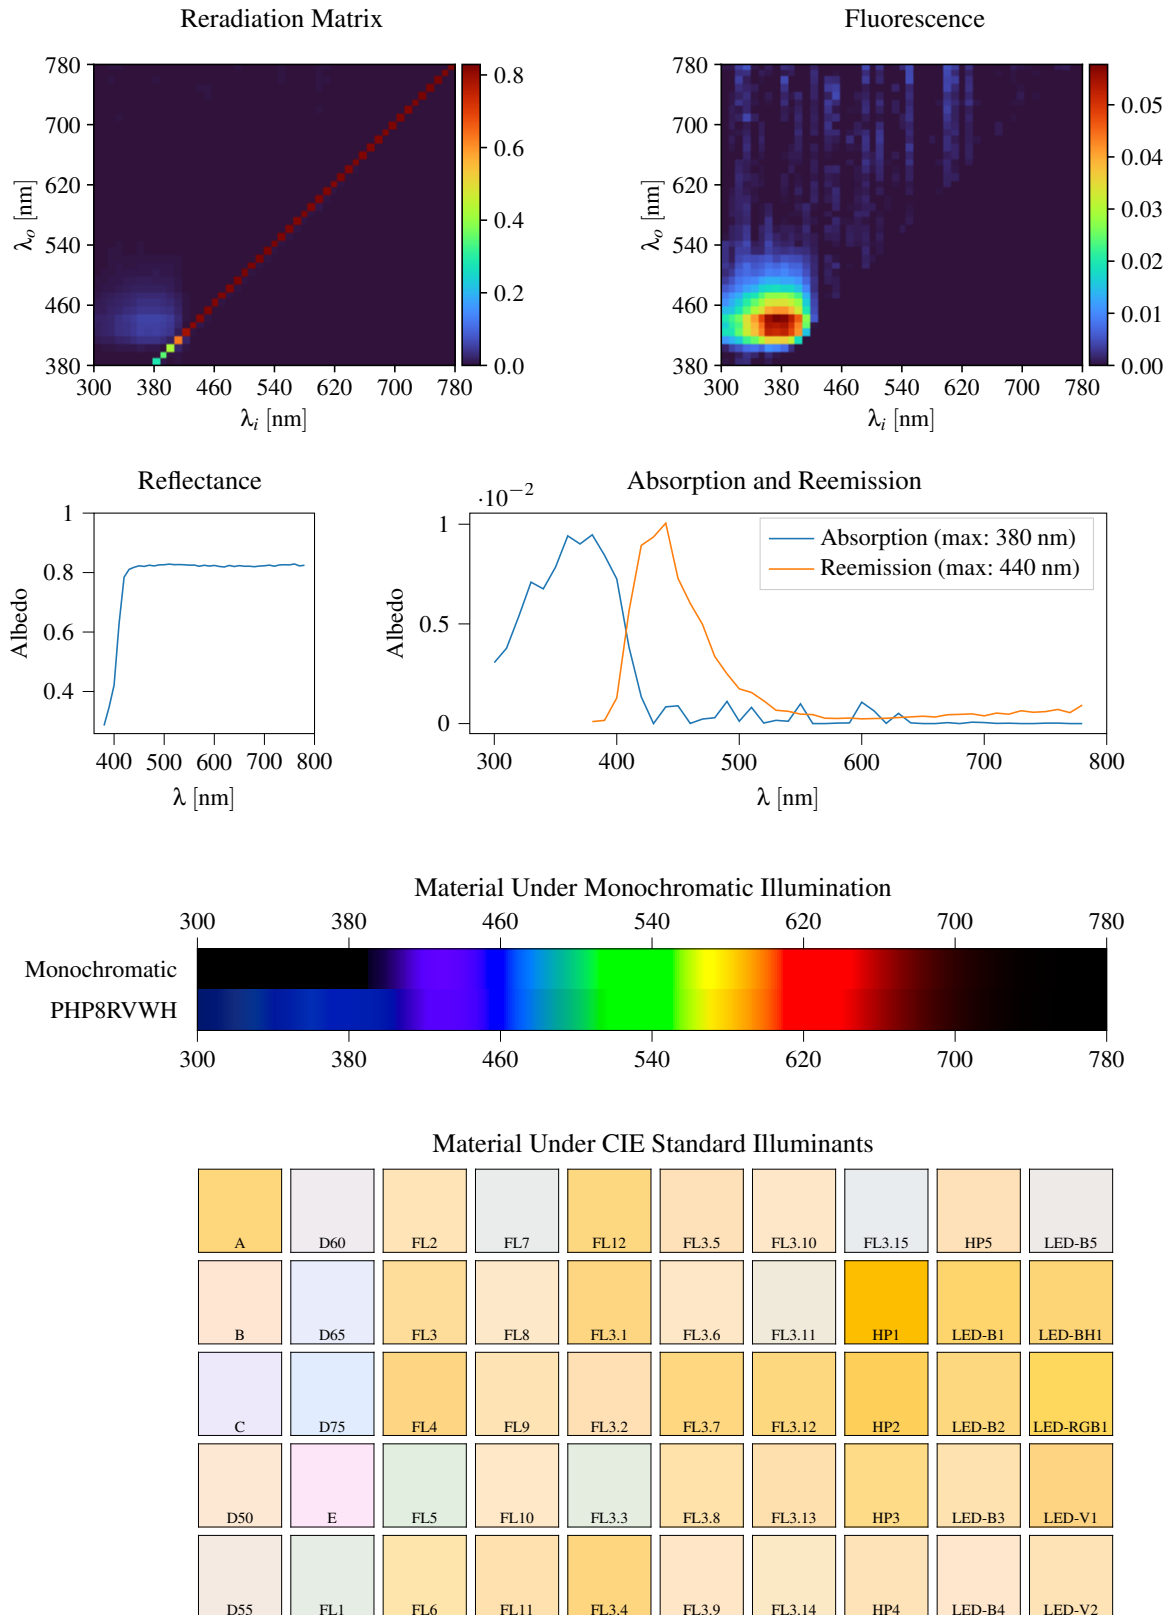 Reradiation Matrix
Fluorescence
780
700
620
540
460
380
λo [nm]
300 380 460 540 620 700 780
λi [nm]
0.8
0.6
0.4
0.2
0.0
780
700
620
540
460
380
λo [nm]
300 380 460 540 620 700 780
λi [nm]
0.05
0.04
0.03
0.02
0.01
0.00
Reflectance
1
0.8
0.6
0.4
Albedo
400 500 600 700 800
λ [nm]
Absorption and Reemission
·10−2
1
0.5
0
Albedo
Absorption (max: 380 nm)
Reemission (max: 440 nm)
300 400 500 600 700 800
λ [nm]
Material Under Monochromatic Illumination
300 380 460 540 620 700 780
Monochromatic
PHP8RVWH
300 380 460 540 620 700 780
Material Under CIE Standard Illuminants
A D60 FL2 FL7 FL12 FL3.5 FL3.10 FL3.15 HP5 LED-B5
B D65 FL3 FL8 FL3.1 FL3.6 FL3.11 HP1 LED-B1 LED-BH1
C D75 FL4 FL9 FL3.2 FL3.7 FL3.12 HP2 LED-B2 LED-RGB1
D50 E FL5 FL10 FL3.3 FL3.8 FL3.13 HP3 LED-B3 LED-V1
D55 FL1 FL6 FL11 FL3.4 FL3.9 FL3.14 HP4 LED-B4 LED-V2